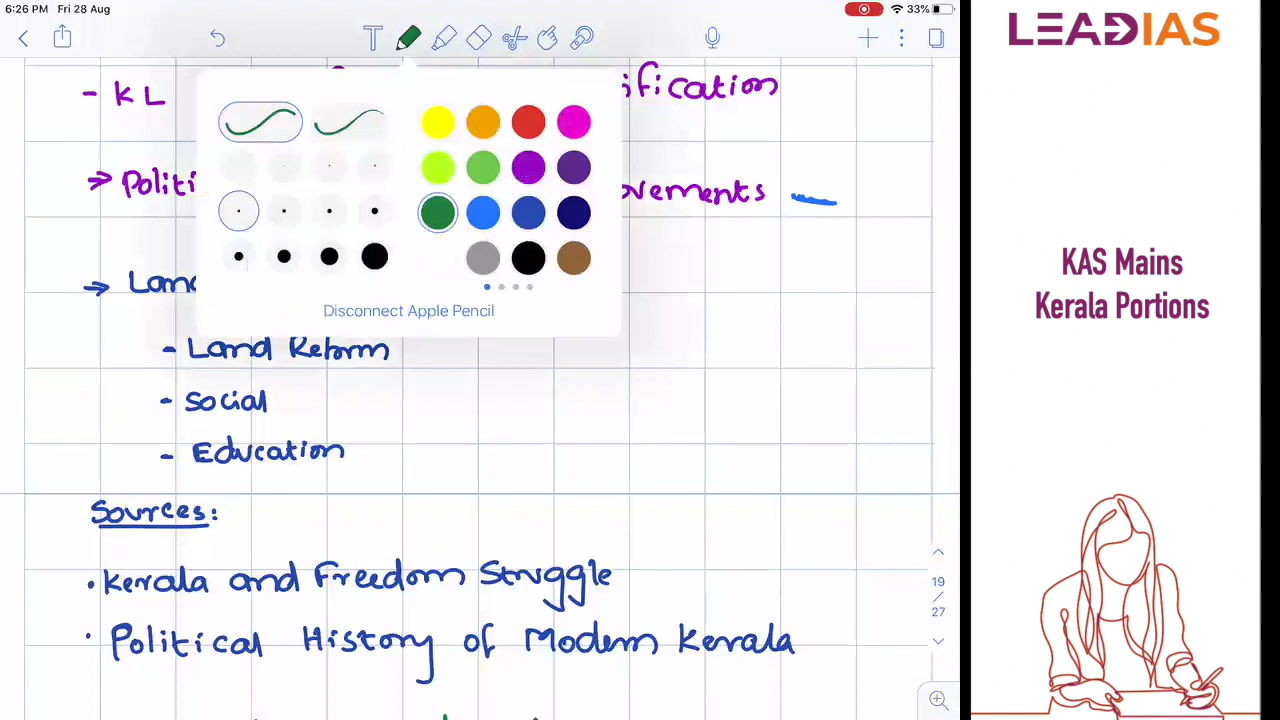 6:26 PM Fri 28 Aug
33%
LEADIAS
- KL
ification
→ Politi
ovements
→ Land
Disconnect Apple Pencil
- Land Reform
- Social
- Education
Sources:
• Kerala and Freedom Struggle
• Political History of Modern Kerala
19
/
27
KAS Mains
Kerala Portions